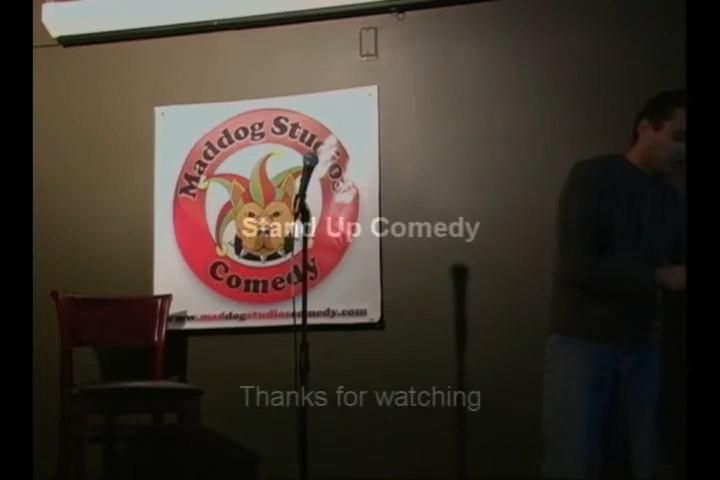 Maddog Studios
Stand Up Comedy
Comedy
www.maddogstudioscomedy.com
Thanks for watching